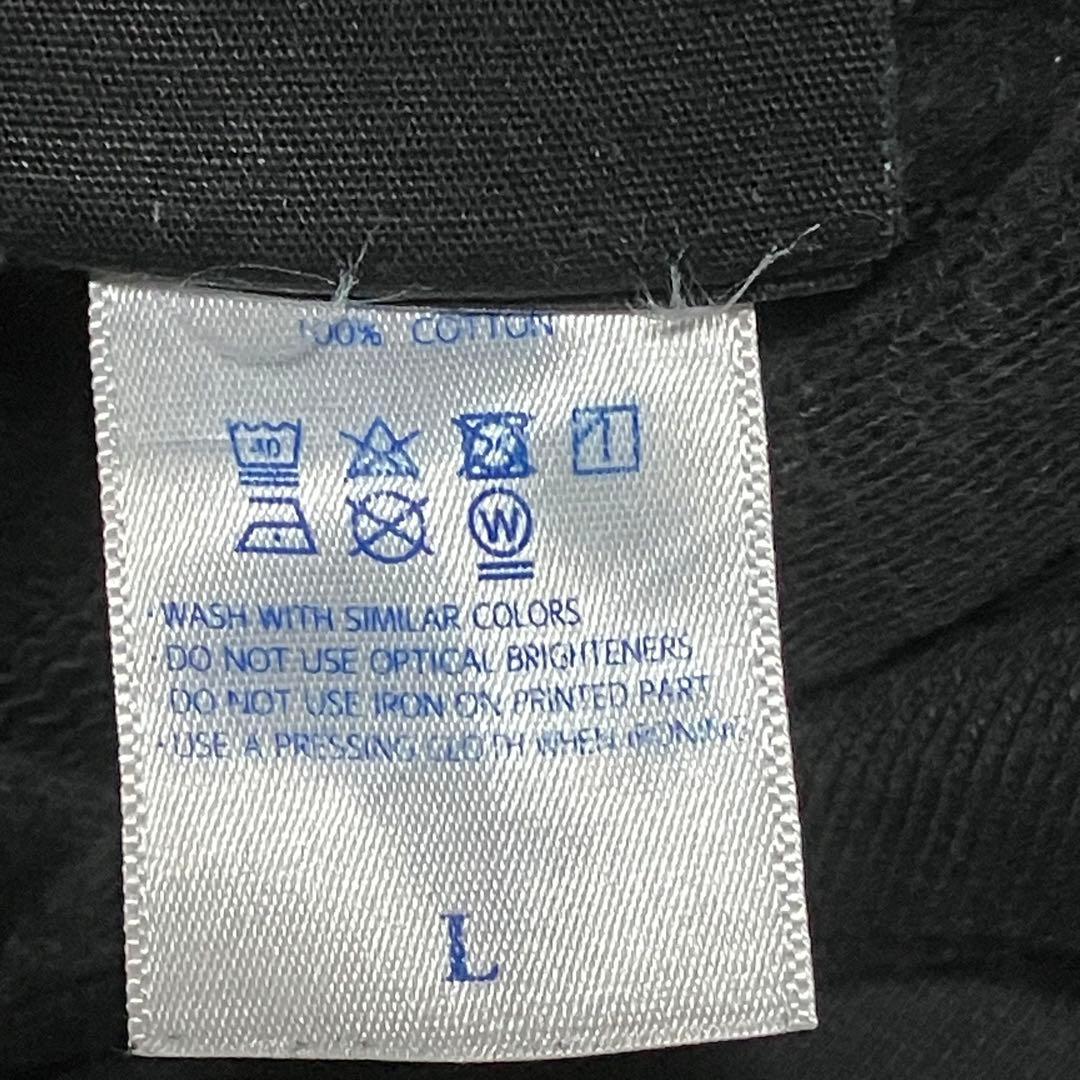 100% COTTON
40
W
· WASH WITH SIMILAR COLORS
· DO NOT USE OPTICAL BRIGHTENERS
DO NOT USE IRON ON PRINTED PART
· USE A PRESSING CLOTH WHEN IRONING
L